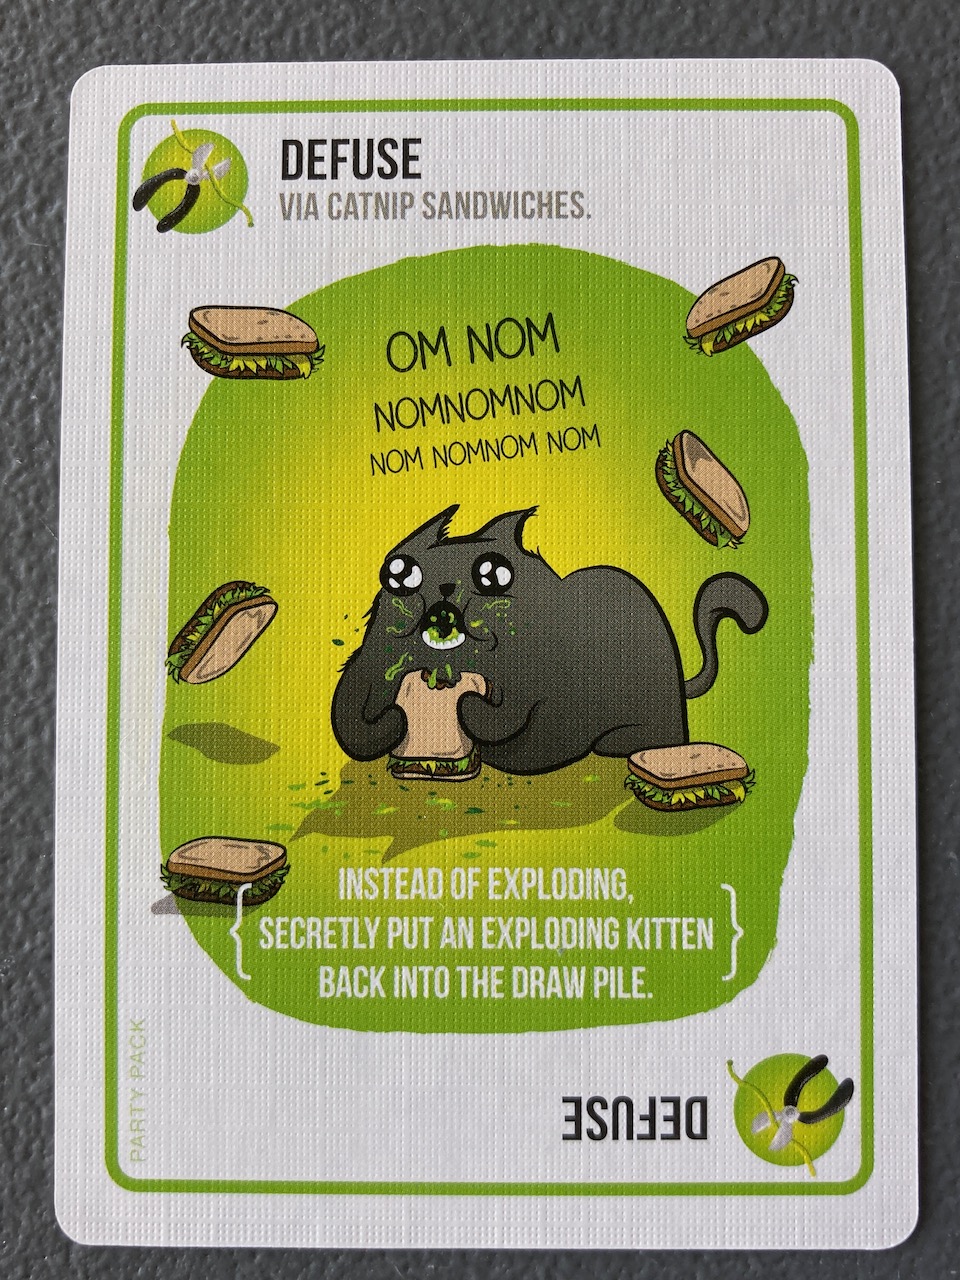 DEFUSE
VIA CATNIP SANDWICHES.
OM NOM
NOMNOMNOM
NOM NOMNOM NOM
INSTEAD OF EXPLODING,
SECRETLY PUT AN EXPLODING KITTEN
BACK INTO THE DRAW PILE.
PARTY PACK
DEFUSE